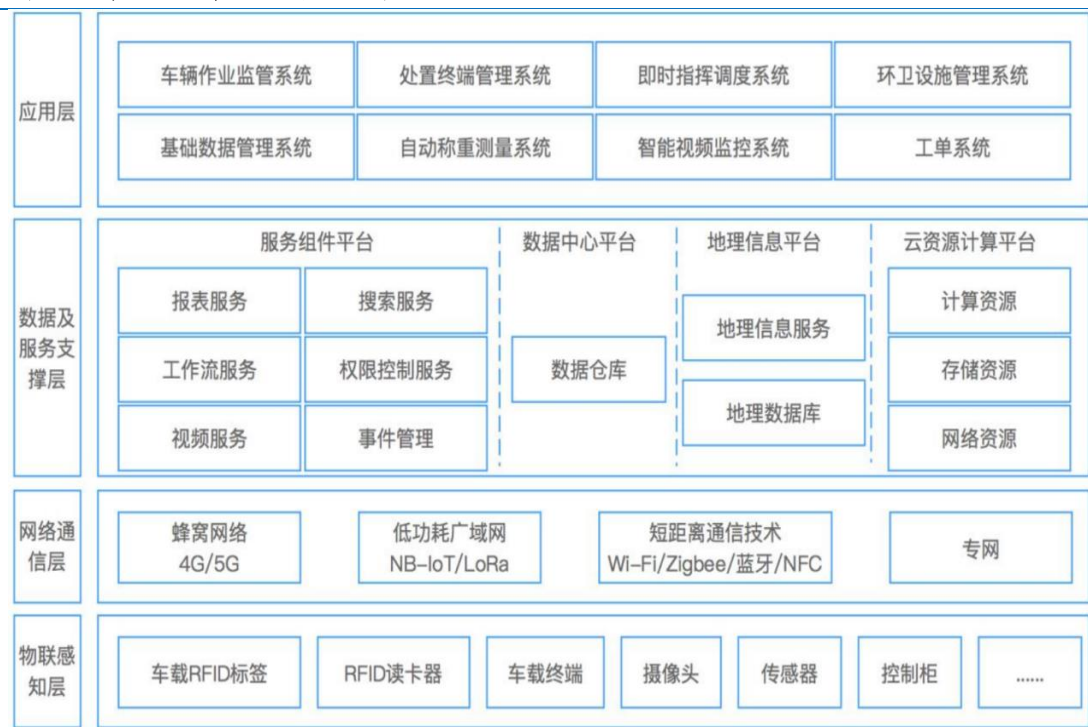 应用层
车辆作业监管系统
处置终端管理系统
即时指挥调度系统
环卫设施管理系统
基础数据管理系统
自动称重测量系统
智能视频监控系统
工单系统
数据及
服务支
撑层
服务组件平台
报表服务
搜索服务
工作流服务
权限控制服务
视频服务
事件管理
数据中心平台
数据仓库
地理信息平台
地理信息服务
地理数据库
云资源计算平台
计算资源
存储资源
网络资源
网络通
信层
蜂窝网络
4G/5G
低功耗广域网
NB-IoT/LoRa
短距离通信技术
Wi-Fi/Zigbee/蓝牙/NFC
专网
物联感
知层
车载RFID标签
RFID读卡器
车载终端
摄像头
传感器
控制柜
......